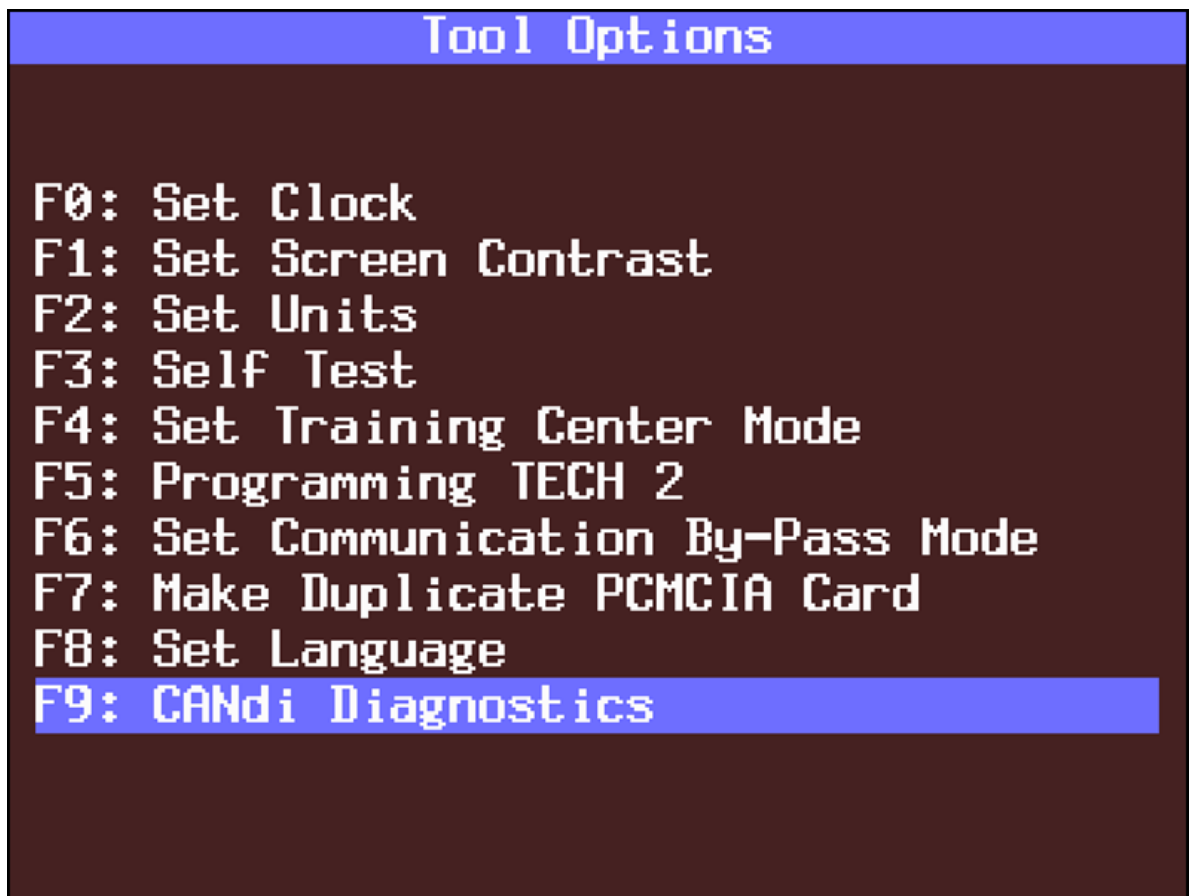 Tool Options
F0: Set Clock
F1: Set Screen Contrast
F2: Set Units
F3: Self Test
F4: Set Training Center Mode
F5: Programming TECH 2
F6: Set Communication By-Pass Mode
F7: Make Duplicate PCMCIA Card
F8: Set Language
F9: CANdi Diagnostics